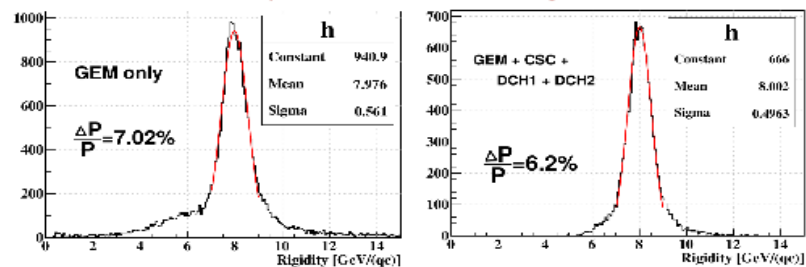 1000
800
600
400
200
0
GEM only
ΔP
P
=7.02%
h
Constant 940.9
Mean 7.976
Sigma 0.561
0 2 4 6 8 10 12 14
Rigidity [GeV/(qc)]
700
600
500
400
300
200
100
0
GEM + CSC +
DCH1 + DCH2
ΔP
P
=6.2%
h
Constant 666
Mean 8.002
Sigma 0.4963
0 2 4 6 8 10 12 14
Rigidity [GeV/(qc)]